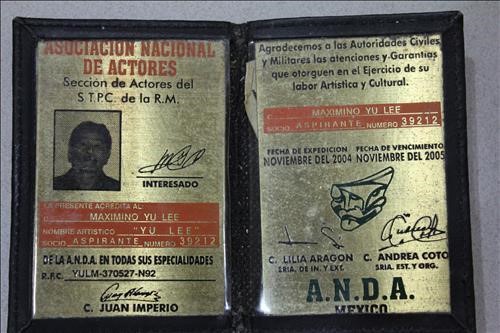 ASOCIACION NACIONAL
DE ACTORES
Sección de Actores del
S.T.P.C. de la R.M.
INTERESADO
LA PRESENTE ACREDITA AL:
C. MAXIMINO YU LEE
NOMBRE ARTISTICO "YU LEE"
SOCIO ASPIRANTE NUMERO 39212
DE LA A.N.D.A. EN TODAS SUS ESPECIALIDADES
R.F.C. YULM-370527-N92
C. JUAN IMPERIO
Agradecemos a las Autoridades Civiles
y Militares las atenciones y Garantias
que otorguen en el Ejercicio de su
labor Artistica y Cultural.
C. MAXIMINO YU LEE
SOCIO ASPIRANTE NUMERO 39212
FECHA DE EXPEDICION FECHA DE VENCIMIENTO
NOVIEMBRE DEL 2004 NOVIEMBRE DEL 2005
C. LILIA ARAGON C. ANDREA COTO
SRIA. DE IN. Y EXT. SRIA. EST. Y ORG.
A.N.D.A.
MEXICO